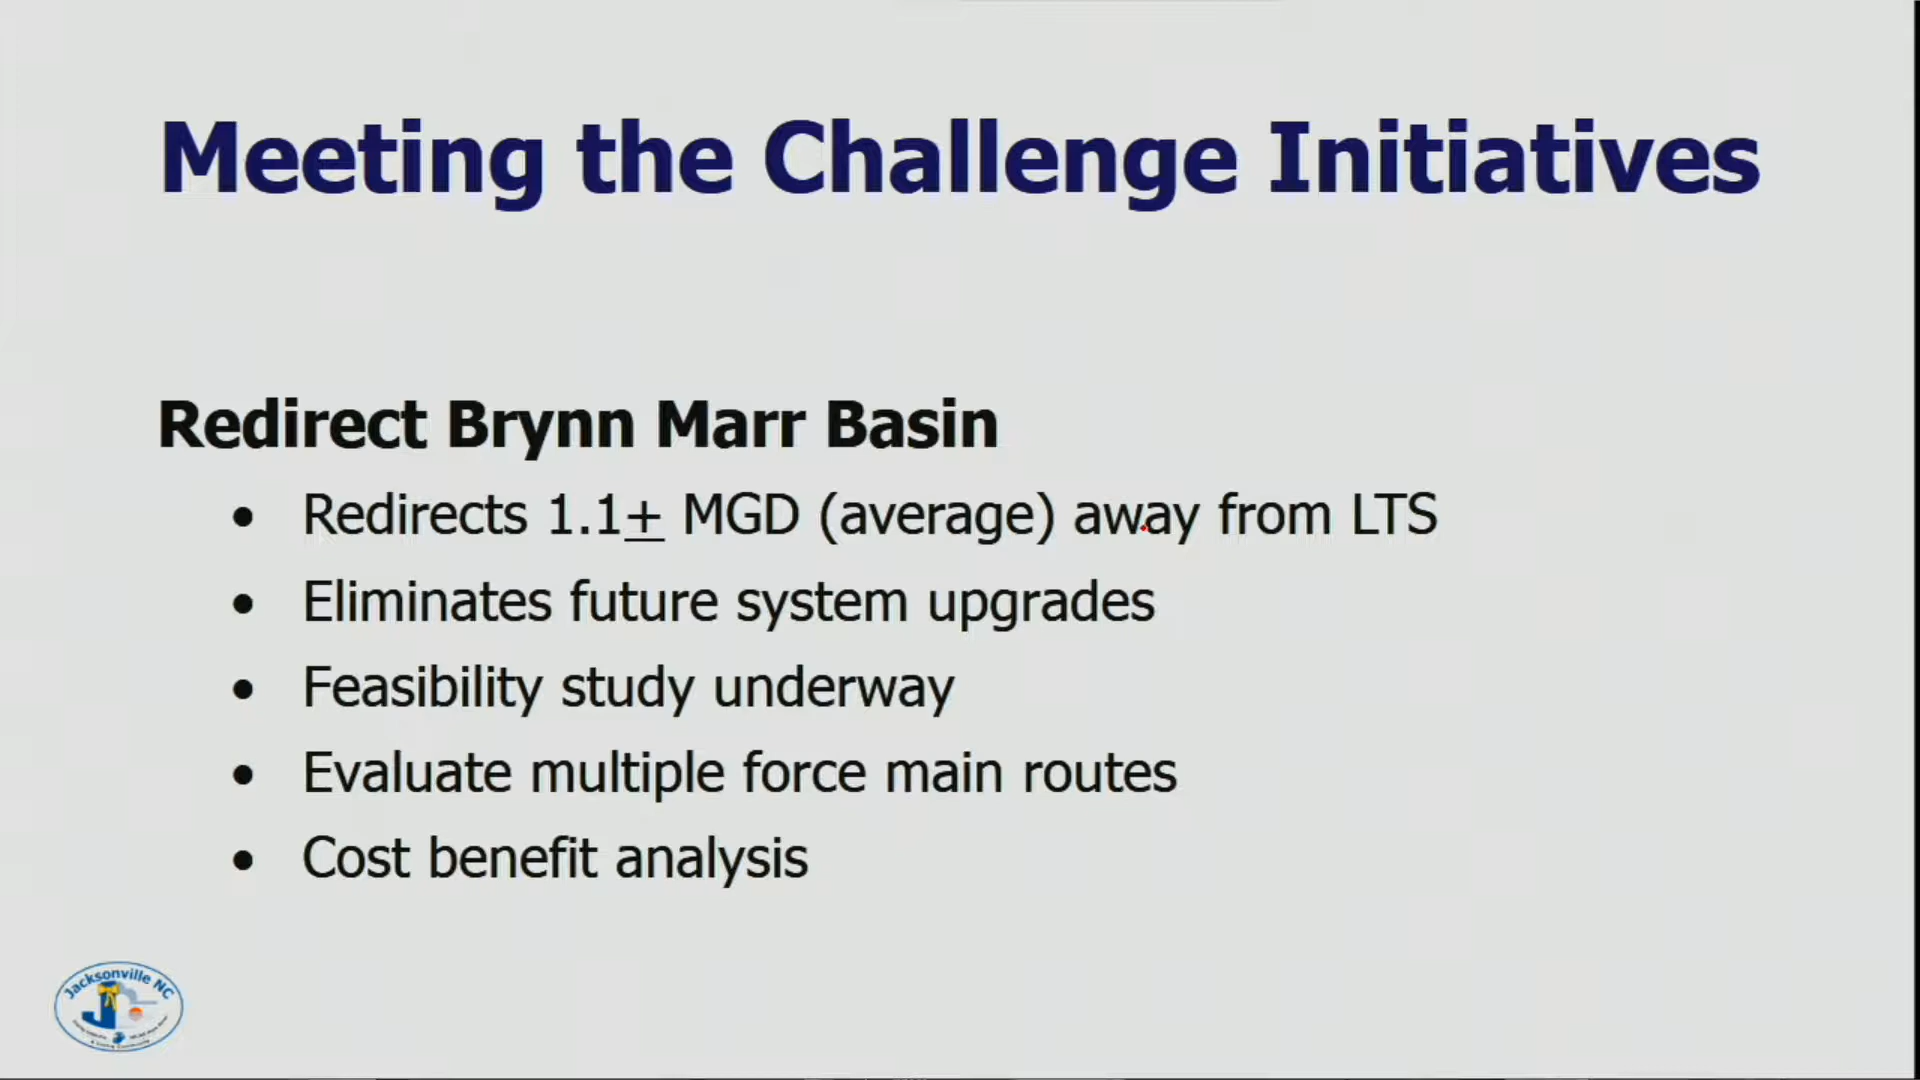 Meeting the Challenge Initiatives
Redirect Brynn Marr Basin
• Redirects 1.1± MGD (average) away from LTS
• Eliminates future system upgrades
• Feasibility study underway
• Evaluate multiple force main routes
• Cost benefit analysis
Jacksonville NC